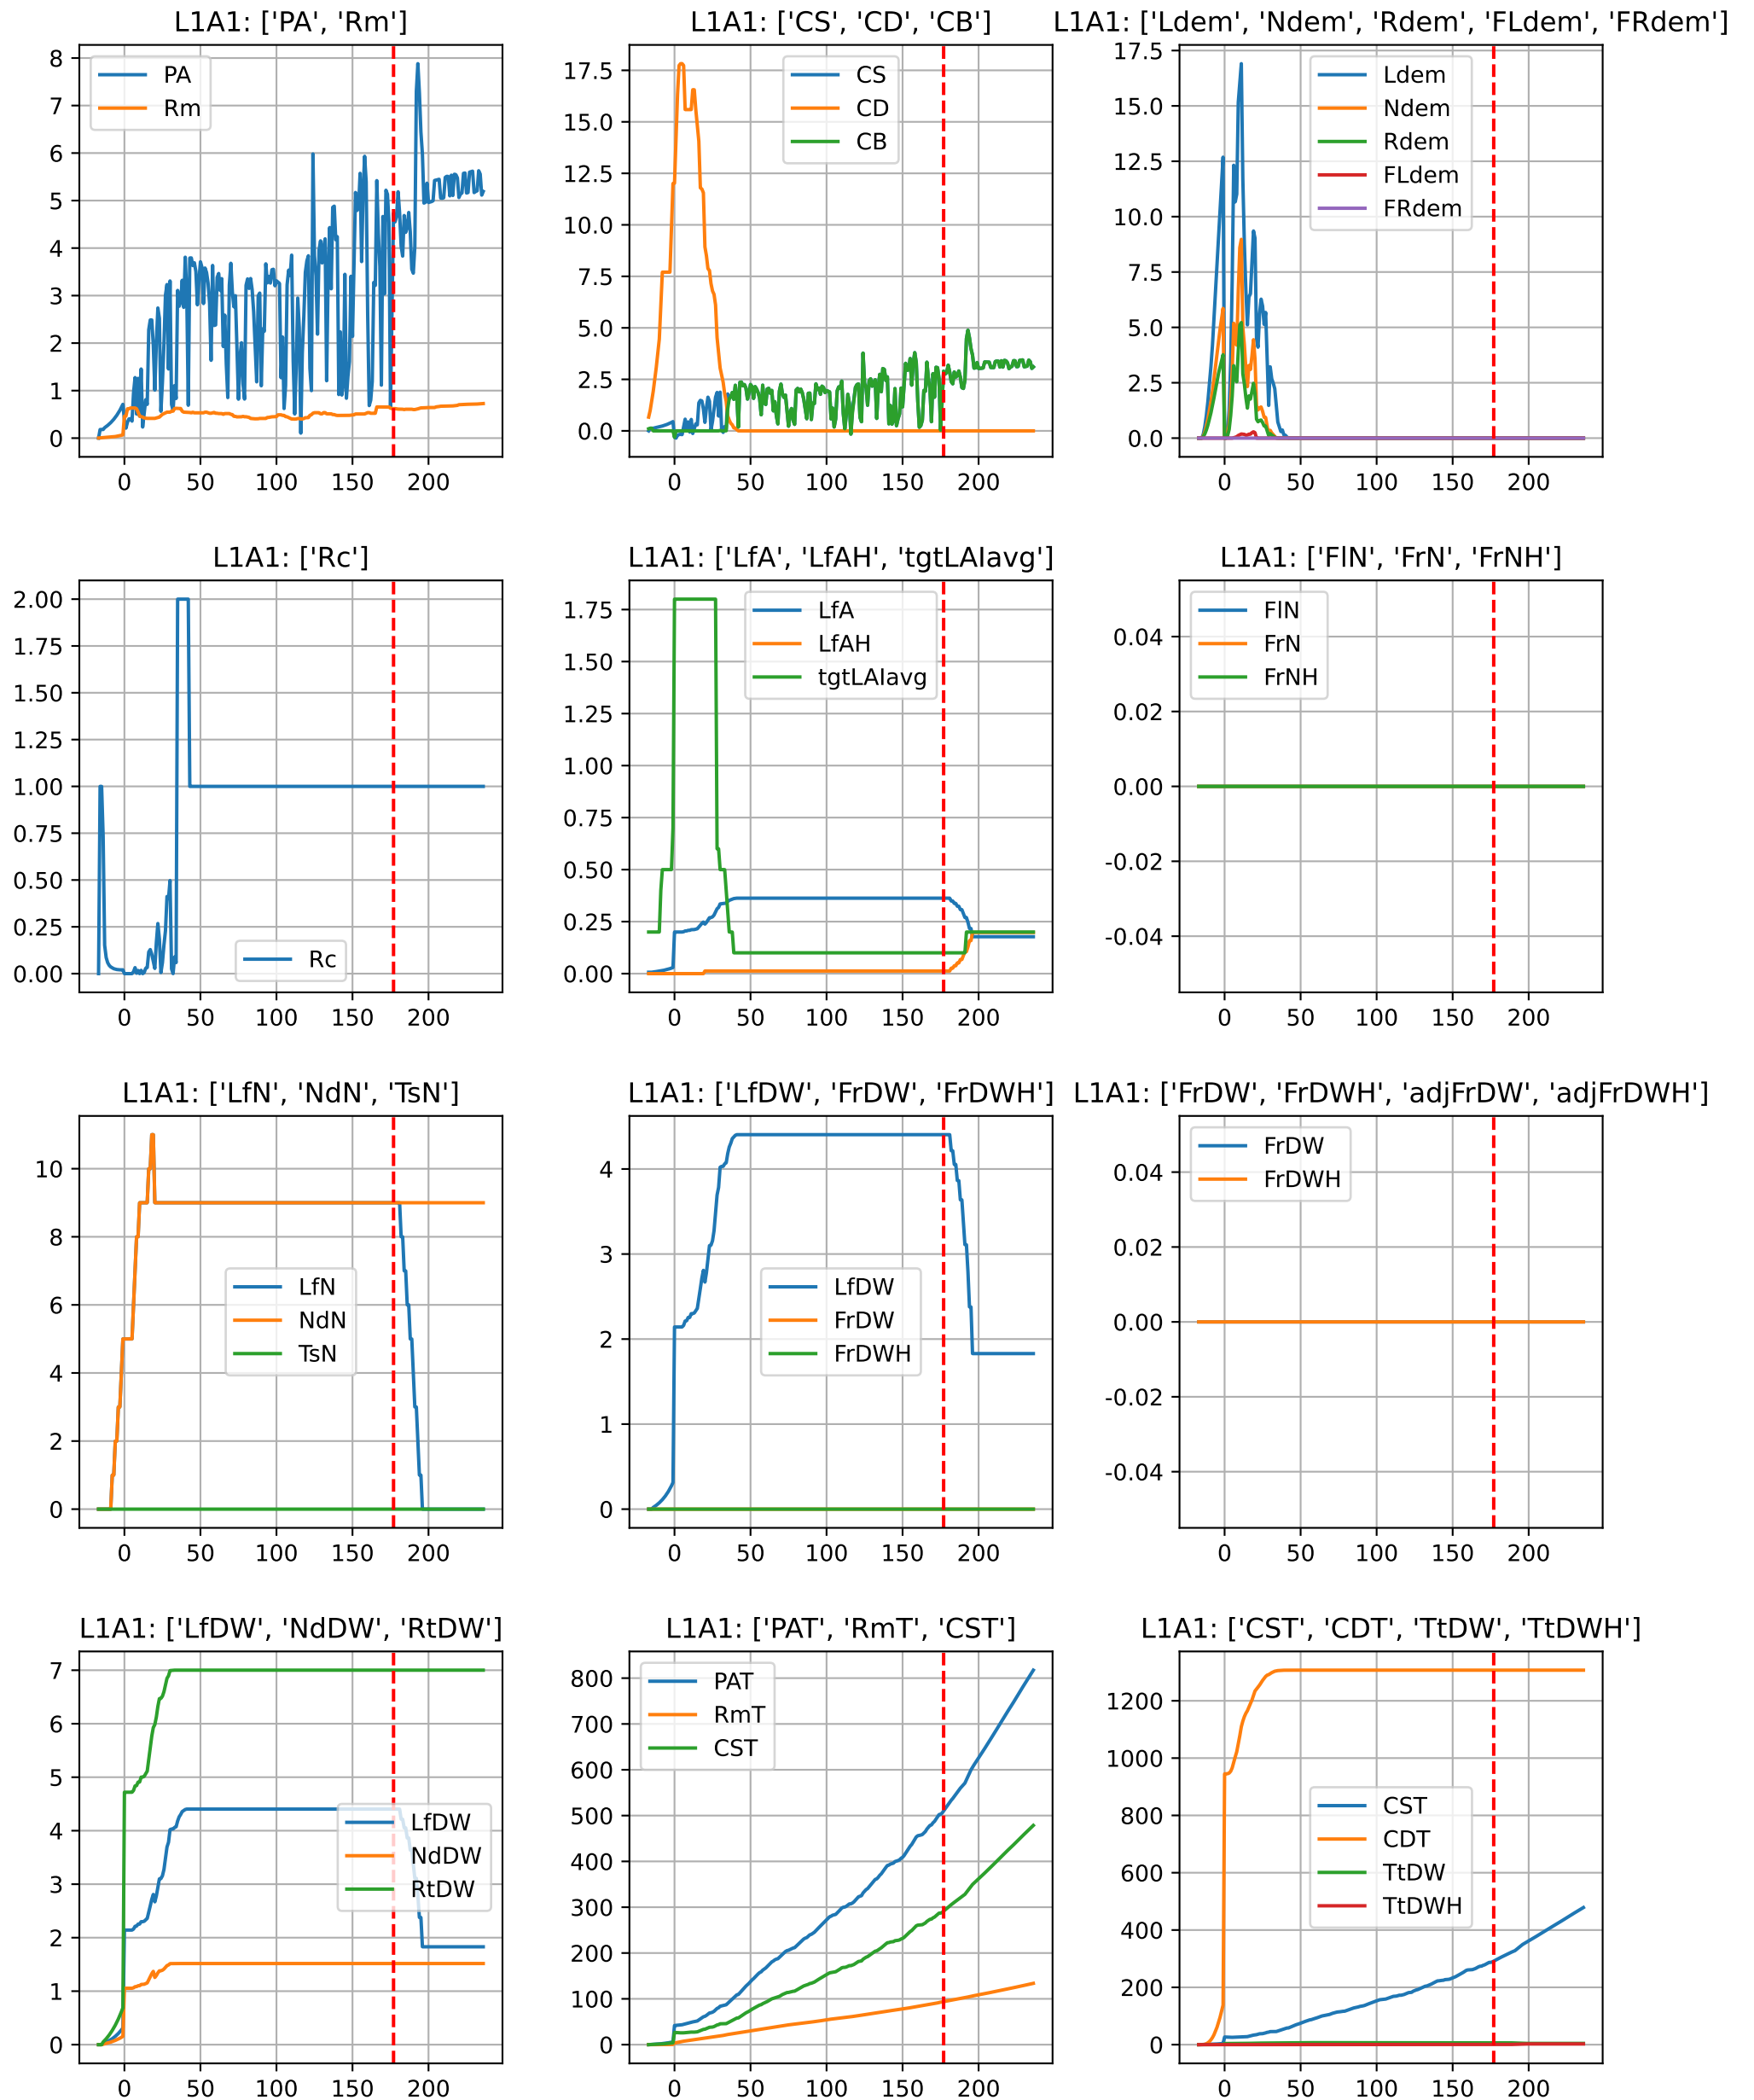 L1A1: ['PA', 'Rm']
8
7
6
5
4
3
2
1
0
PA
Rm
0 50 100 150 200
L1A1: ['CS', 'CD', 'CB']
17.5
15.0
12.5
10.0
7.5
5.0
2.5
0.0
CS
CD
CB
0 50 100 150 200
L1A1: ['Ldem', 'Ndem', 'Rdem', 'FLdem', 'FRdem']
17.5
15.0
12.5
10.0
7.5
5.0
2.5
0.0
Ldem
Ndem
Rdem
FLdem
FRdem
0 50 100 150 200
L1A1: ['Rc']
2.00
1.75
1.50
1.25
1.00
0.75
0.50
0.25
0.00
Rc
0 50 100 150 200
L1A1: ['LfA', 'LfAH', 'tgtLAIavg']
1.75
1.50
1.25
1.00
0.75
0.50
0.25
0.00
LfA
LfAH
tgtLAIavg
0 50 100 150 200
L1A1: ['FlN', 'FrN', 'FrNH']
0.04
0.02
0.00
-0.02
-0.04
FlN
FrN
FrNH
0 50 100 150 200
L1A1: ['LfN', 'NdN', 'TsN']
10
8
6
4
2
0
LfN
NdN
TsN
0 50 100 150 200
L1A1: ['LfDW', 'FrDW', 'FrDWH']
4
3
2
1
0
LfDW
FrDW
FrDWH
0 50 100 150 200
L1A1: ['FrDW', 'FrDWH', 'adjFrDW', 'adjFrDWH']
0.04
0.02
0.00
-0.02
-0.04
FrDW
FrDWH
0 50 100 150 200
L1A1: ['LfDW', 'NdDW', 'RtDW']
7
6
5
4
3
2
1
0
LfDW
NdDW
RtDW
0 50 100 150 200
L1A1: ['PAT', 'RmT', 'CST']
800
700
600
500
400
300
200
100
0
PAT
RmT
CST
0 50 100 150 200
L1A1: ['CST', 'CDT', 'TtDW', 'TtDWH']
1200
1000
800
600
400
200
0
CST
CDT
TtDW
TtDWH
0 50 100 150 200